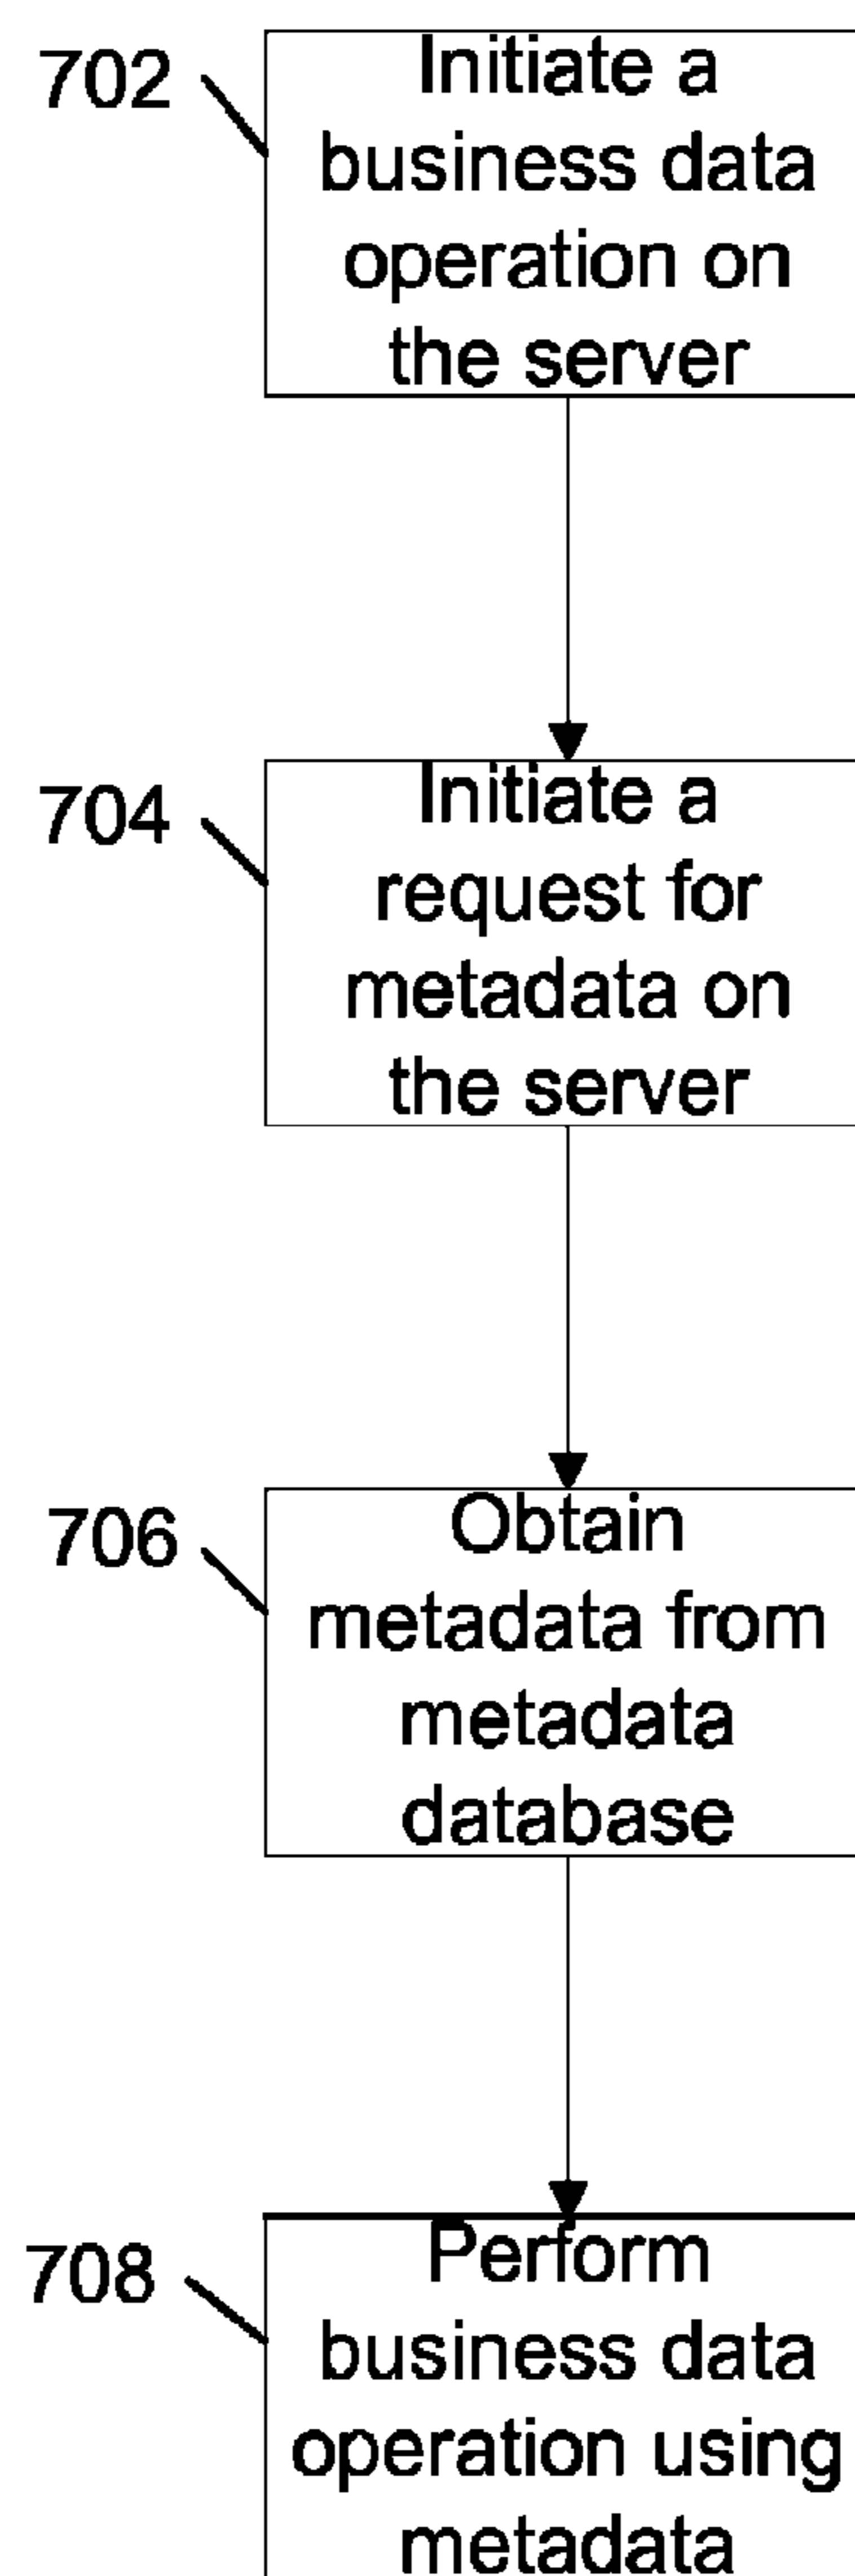 702
Initiate a
business data
operation on
the server
704
Initiate a
request for
metadata on
the server
706
Obtain
metadata from
metadata
database
708
Perform
business data
operation using
metadata